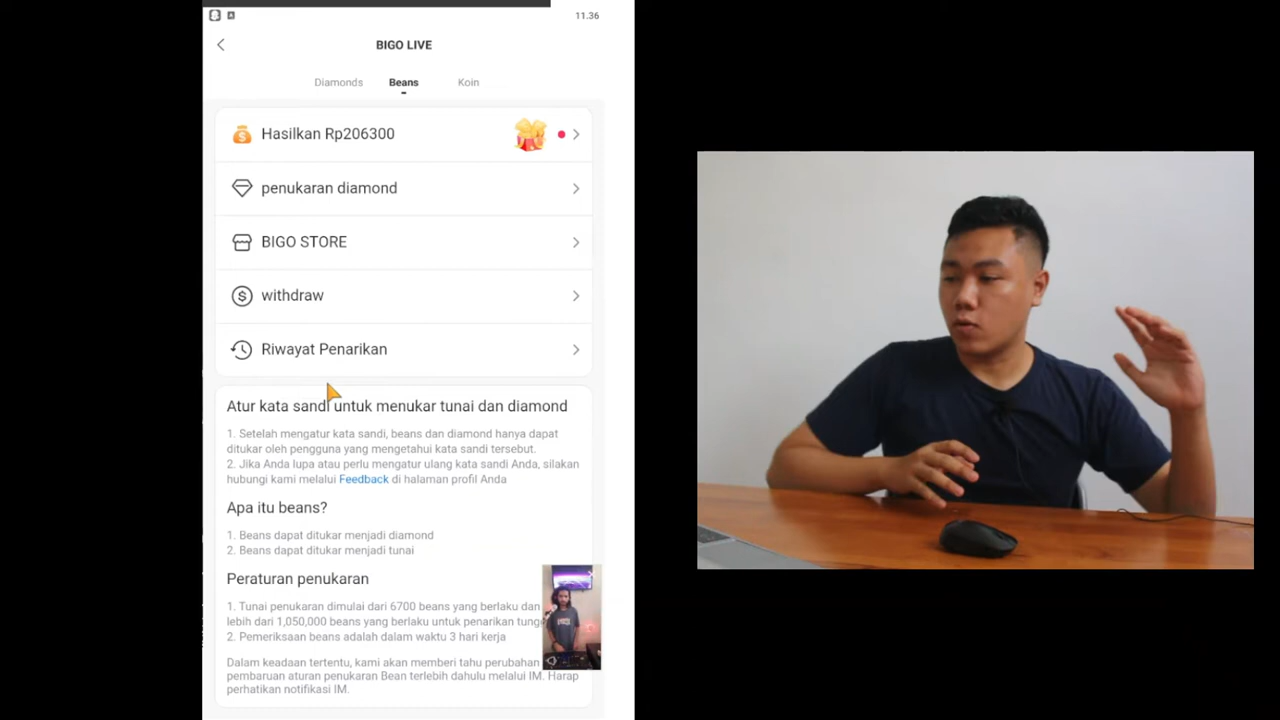 11.36
BIGO LIVE
Diamonds Beans Koin
Hasilkan Rp206300
penukaran diamond
BIGO STORE
withdraw
Riwayat Penarikan
Atur kata sandi untuk menukar tunai dan diamond
1. Setelah mengatur kata sandi, beans dan diamond hanya dapat
ditukar oleh pengguna yang mengetahui kata sandi tersebut.
2. Jika Anda lupa atau perlu mengatur ulang kata sandi Anda, silakan
hubungi kami melalui Feedback di halaman profil Anda
Apa itu beans?
1. Beans dapat ditukar menjadi diamond
2. Beans dapat ditukar menjadi tunai
Peraturan penukaran
1. Tunai penukaran dimulai dari 6700 beans yang berlaku dan
lebih dari 1,050,000 beans yang berlaku untuk penarikan
2. Pemeriksaan beans adalah dalam waktu 3 hari kerja
Dalam keadaan tertentu, kami akan memberi tahu perubahan
pembaruan aturan penukaran Bean terlebih dahulu melalui IM. Harap
perhatikan notifikasi IM.